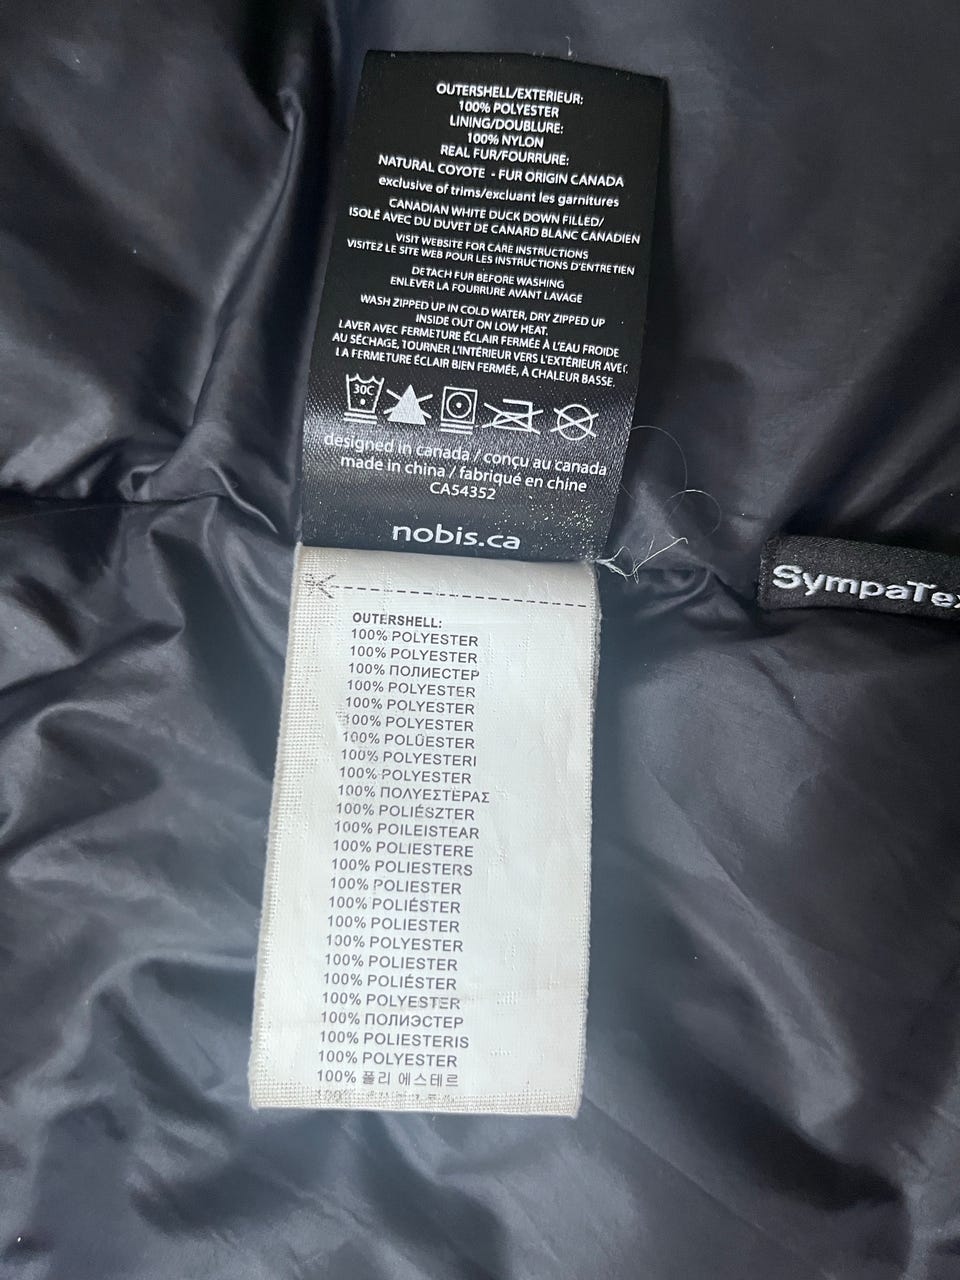 OUTERSHELL/EXTERIEUR:
100% POLYESTER
LINING/DOUBLURE:
100% NYLON
REAL FUR/FOURRURE:
NATURAL COYOTE - FUR ORIGIN CANADA
exclusive of trims/excluant les garnitures
CANADIAN WHITE DUCK DOWN FILLED/
ISOLÉ AVEC DU DUVET DE CANARD BLANC CANADIEN
VISIT WEBSITE FOR CARE INSTRUCTIONS
VISITEZ LE SITE WEB POUR LES INSTRUCTIONS D'ENTRETIEN
DETACH FUR BEFORE WASHING
ENLEVER LA FOURRURE AVANT LAVAGE
WASH ZIPPED UP IN COLD WATER, DRY ZIPPED UP
INSIDE OUT ON LOW HEAT.
LAVER AVEC FERMETURE ÉCLAIR FERMÉE À L'EAU FROIDE
AU SÉCHAGE, TOURNER L'INTÉRIEUR VERS L'EXTÉRIEUR AVEC
LA FERMETURE ÉCLAIR BIEN FERMÉE, À CHALEUR BASSE.
30C
designed in canada / conçu au canada
made in china / fabriqué en chine
CA54352
nobis.ca
SympaTex
OUTERSHELL:
100% POLYESTER
100% POLYESTER
100% ПОЛИЕСТЕР
100% POLYESTER
100% POLYESTER
100% POLYESTER
100% POLÜESTER
100% POLYESTERI
100% POLYESTER
100% ΠΟΛΥΕΣΤΕΡΑΣ
100% POLIÉSZTER
100% POILEISTEAR
100% POLIESTERE
100% POLIESTERS
100% POLIESTER
100% POLIÉSTER
100% POLIESTER
100% POLYESTER
100% POLIESTER
100% POLIÉSTER
100% POLYESTER
100% ПОЛИЭСТЕР
100% POLIESTERIS
100% POLYESTER
100% 폴리 에스테르
100%